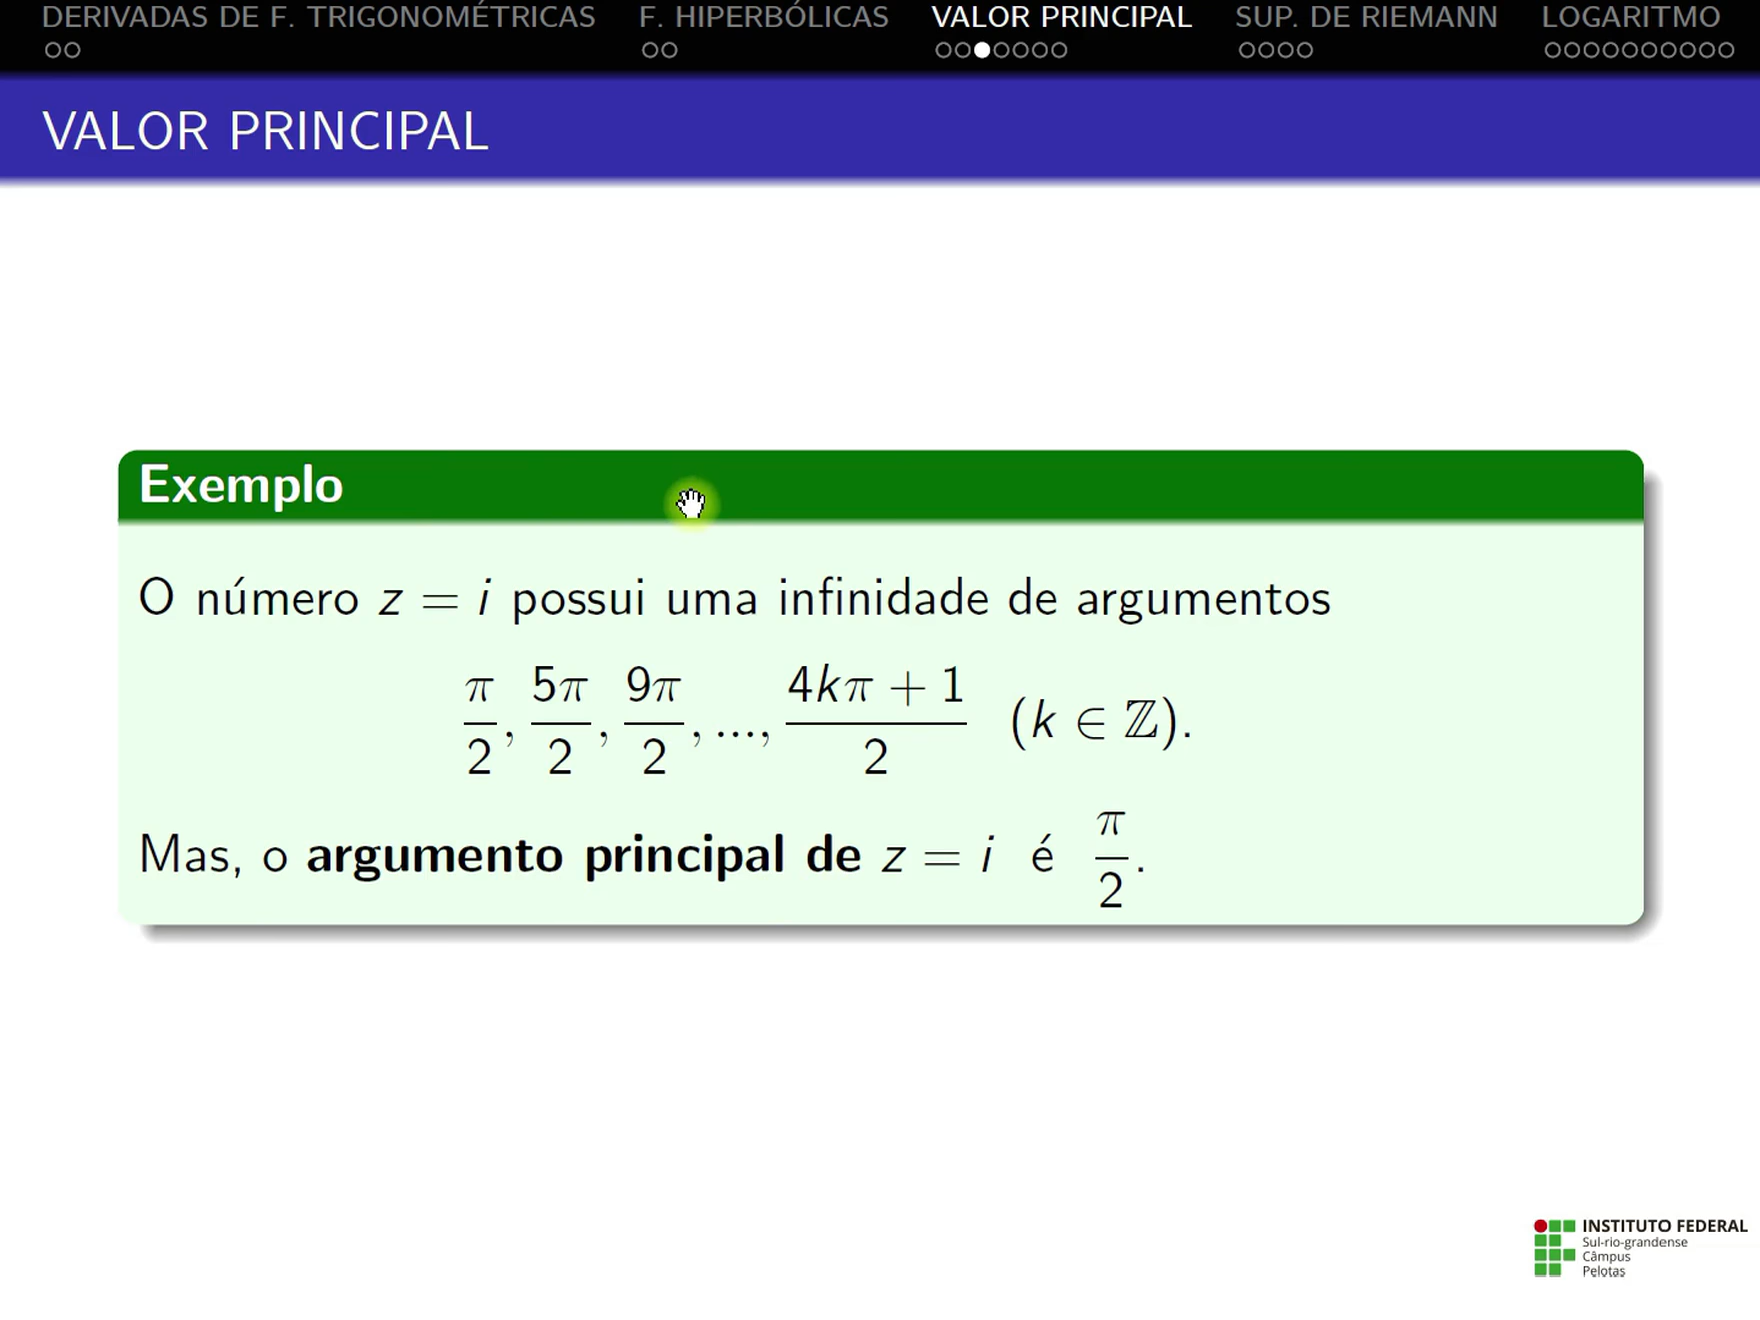 DERIVADAS DE F. TRIGONOMÉTRICAS F. HIPERBÓLICAS VALOR PRINCIPAL SUP. DE RIEMANN LOGARITMO
VALOR PRINCIPAL
Exemplo
O número z = i possui uma infinidade de argumentos
π/2, 5π/2, 9π/2, ..., (4kπ + 1)/2 (k ∈ ℤ).
Mas, o argumento principal de z = i é π/2.
INSTITUTO FEDERAL
Sul-rio-grandense
Câmpus
Pelotas